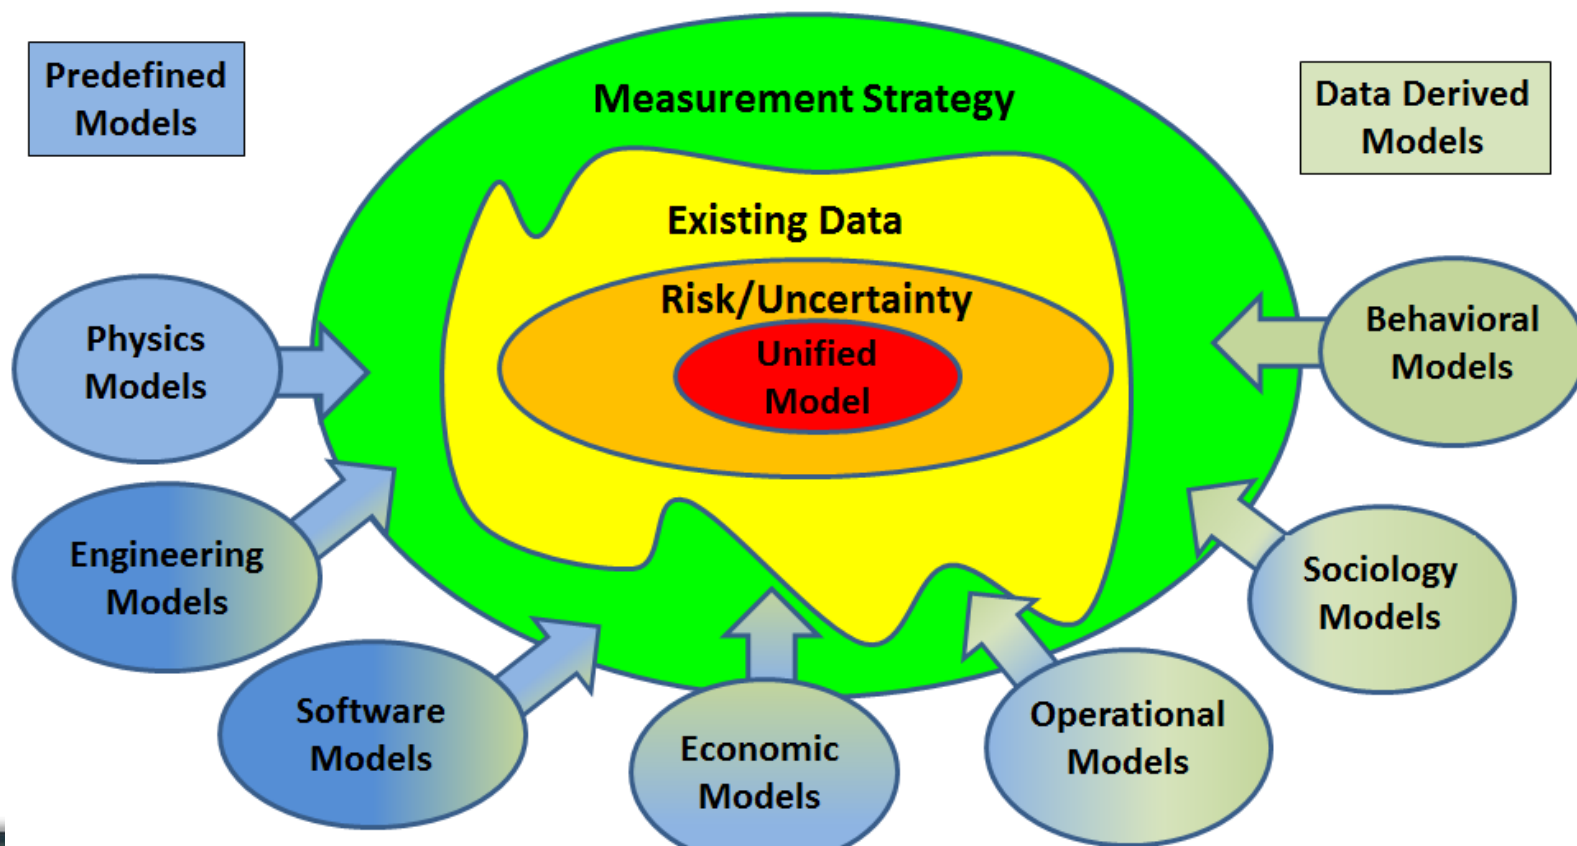 Predefined
Models
Measurement Strategy
Data Derived
Models
Existing Data
Risk/Uncertainty
Unified
Model
Physics
Models
Behavioral
Models
Engineering
Models
Sociology
Models
Software
Models
Economic
Models
Operational
Models